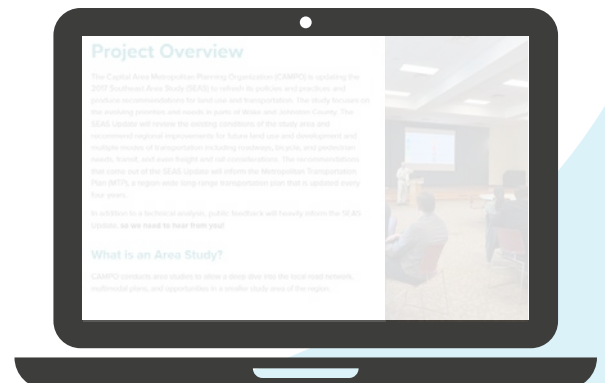 Project Overview
The Capital Area Metropolitan Planning Organization (CAMPO) is updating the
2017 Southeast Area Study (SEAS) to refresh its policies and practices and
produce recommendations for land use and transportation. The study focuses on
the evolving priorities and needs in parts of Wake and Johnston County. The
SEAS Update will review the existing conditions of the study area and
recommend regional improvements for future land use and development and
multiple modes of transportation including roadways, bicycle, and pedestrian
needs, transit, and even freight and rail considerations. The recommendations
that come out of the SEAS Update will inform the Metropolitan Transportation
Plan (MTP), a region-wide long-range transportation plan that is updated every
four years.
In addition to a technical analysis, public feedback will heavily inform the SEAS
Update, so we need to hear from you!
What is an Area Study?
CAMPO conducts area studies to allow a deep dive into the local road network,
multimodal plans, and opportunities in a smaller study area of the region.